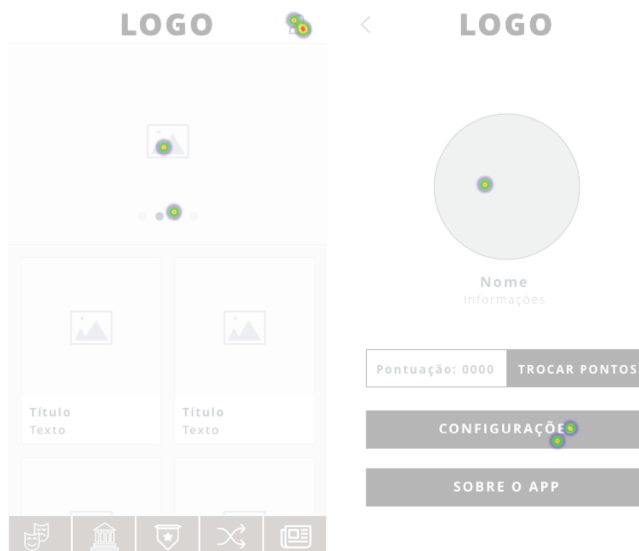 LOGO
Título
Texto
Título
Texto
LOGO
Nome
Informações
Pontuação: 0000
TROCAR PONTOS
CONFIGURAÇÕES
SOBRE O APP